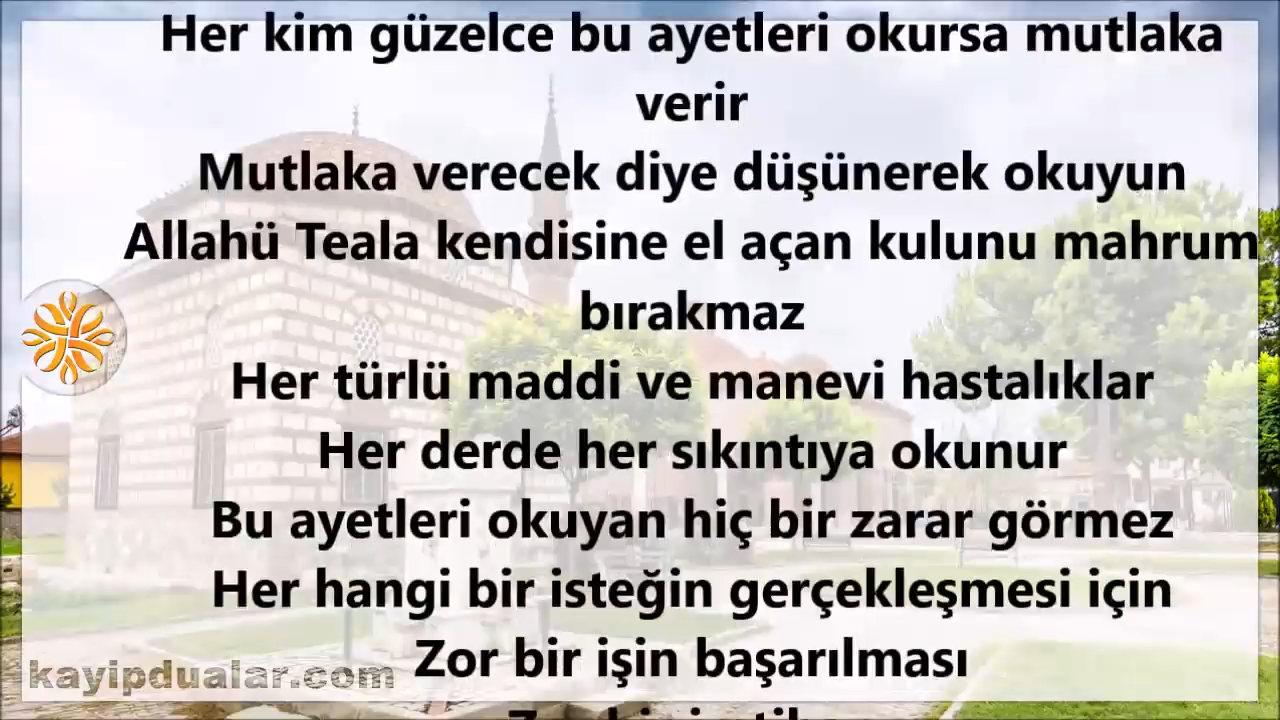 Her kim güzelce bu ayetleri okursa mutlaka
verir
Mutlaka verecek diye düşünerek okuyun
Allahü Teala kendisine el açan kulunu mahrum
bırakmaz
Her türlü maddi ve manevi hastalıklar
Her derde her sıkıntıya okunur
Bu ayetleri okuyan hiç bir zarar görmez
Her hangi bir isteğin gerçekleşmesi için
Zor bir işin başarılması
kayipdualar.com